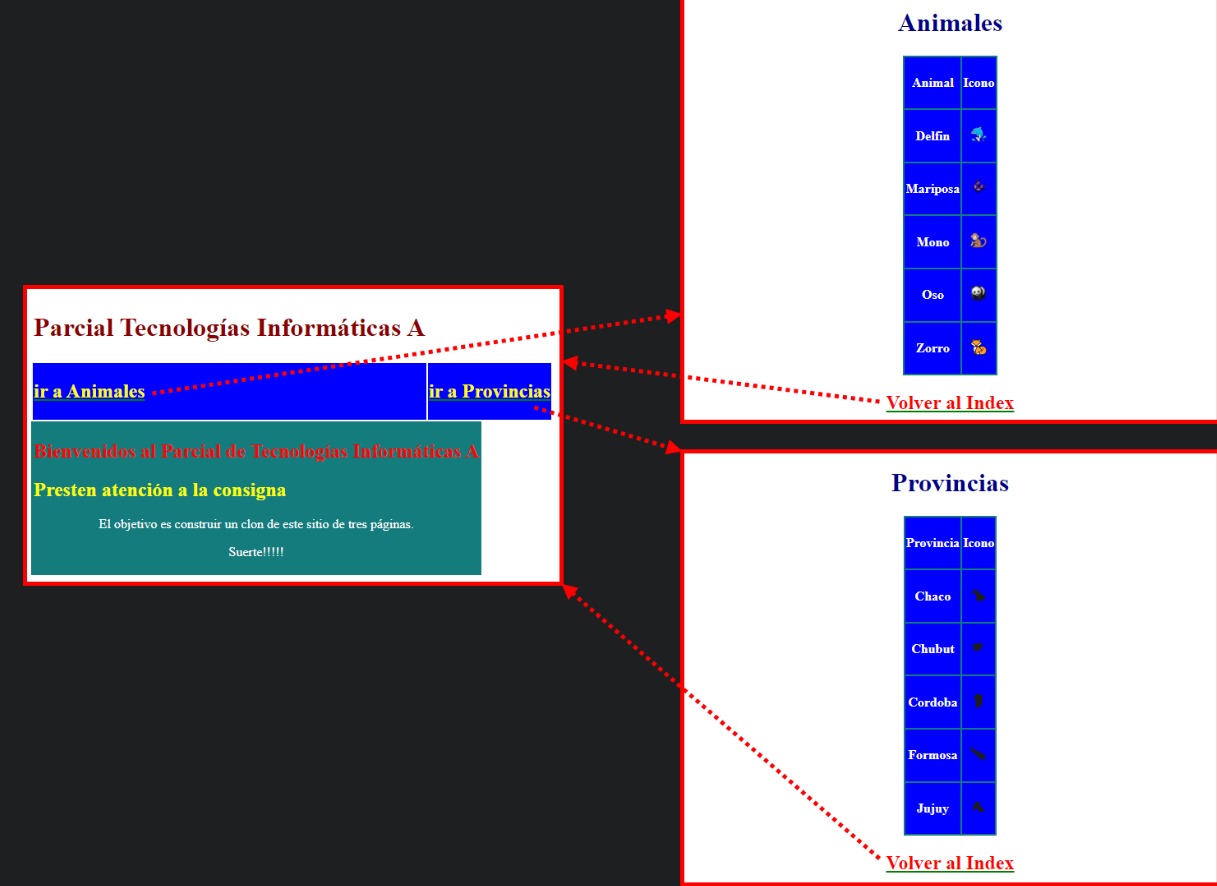 Parcial Tecnologías Informáticas A
ir a Animales ir a Provincias
Bienvenidos al Parcial de Tecnologías Informáticas A
Presten atención a la consigna
El objetivo es construir un clon de este sitio de tres páginas.
Suerte!!!!!
Animales
Animal Icono
Delfin
Mariposa
Mono
Oso
Zorro
Volver al Index
Provincias
Provincia Icono
Chaco
Chubut
Cordoba
Formosa
Jujuy
Volver al Index